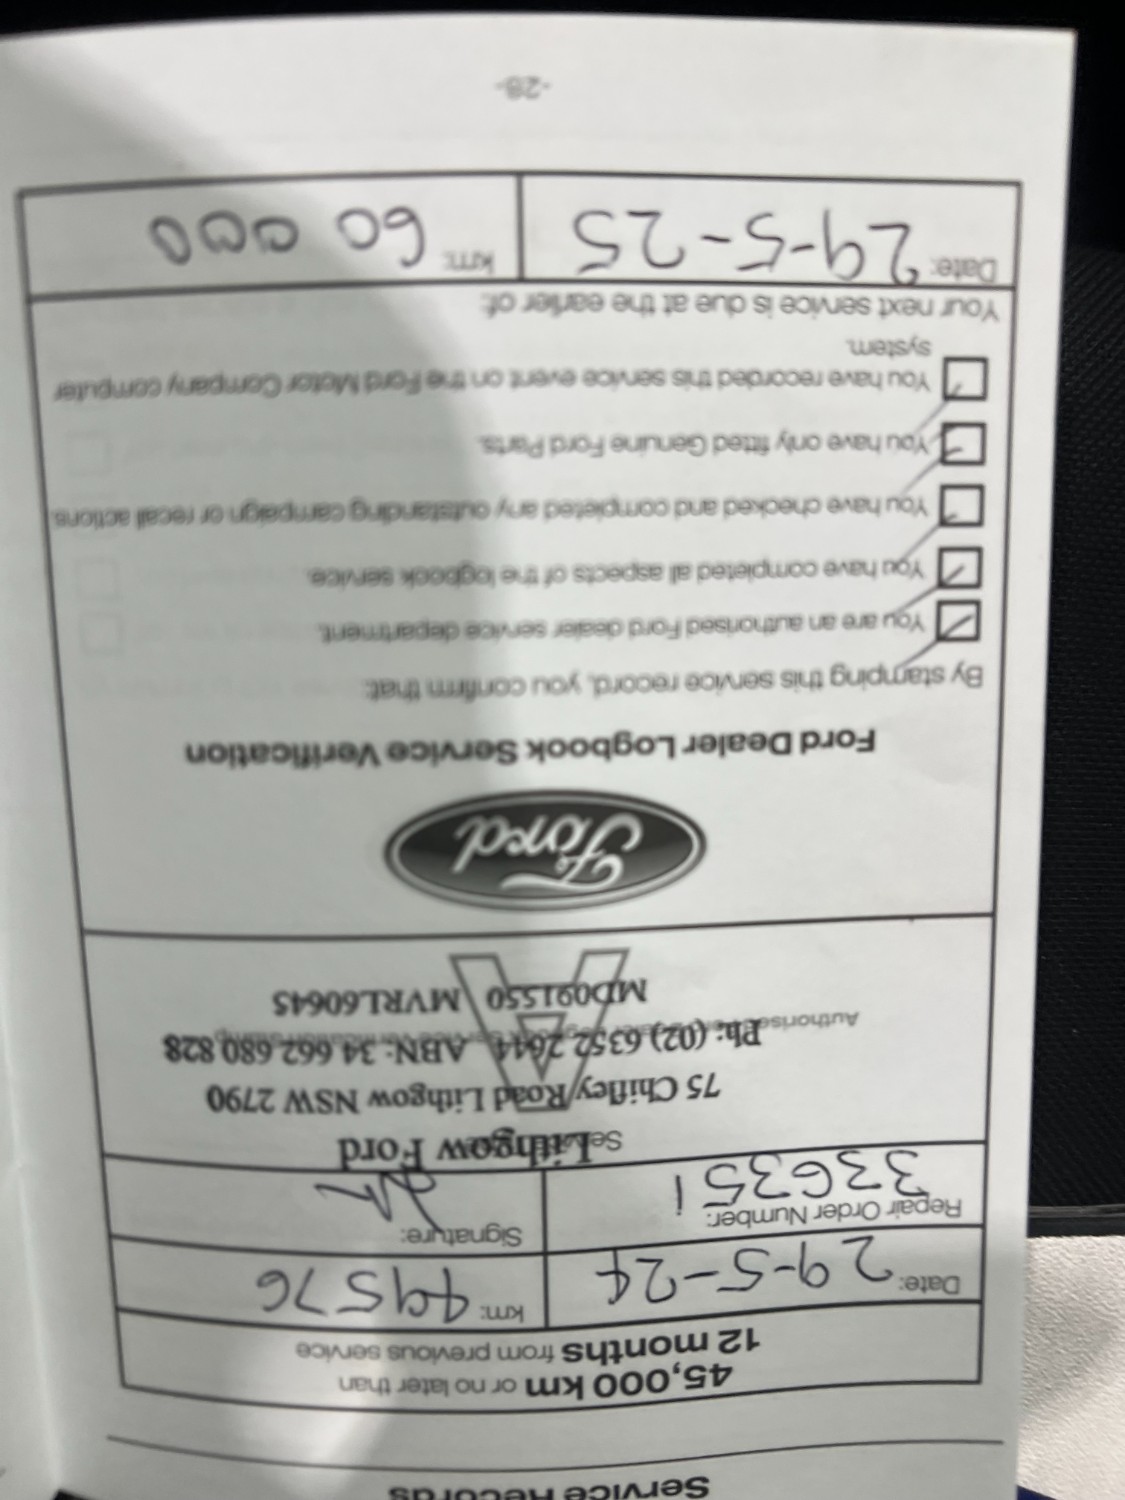 Service Records
45,000 km or no later than
12 months from previous service
Date: 29-5-24 km: 49576
Repair Order Number: 336351 Signature:
Lithgow Ford
75 Chifley Road Lithgow NSW 2790
Ph: (02) 6352 2644 ABN: 34 662 680 828
Authorised
MD091550 MVRL60645
Ford
Ford Dealer Logbook Service Verification
By stamping this service record, you confirm that:
You are an authorised Ford dealer service department.
You have completed all aspects of the logbook service.
You have checked and completed any outstanding campaign or recall actions.
You have only fitted Genuine Ford Parts.
You have recorded this service event on the Ford Motor Company computer
system.
Your next service is due at the earlier of:
Date: 29-5-25 km: 60 000
-28-